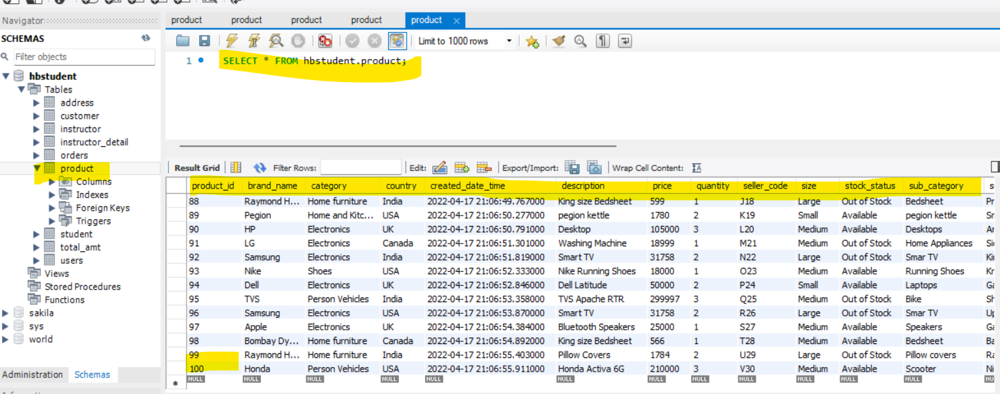 Navigator
product product product product product
SCHEMAS
Limit to 1000 rows
Filter objects
1 SELECT * FROM hbstudent.product;
hbstudent
Tables
address
customer
instructor
instructor_detail
orders
product
Columns
Indexes
Foreign Keys
Triggers
student
total_amt
users
Views
Stored Procedures
Functions
sakila
sys
world
Administration Schemas
Result Grid Filter Rows: Edit: Export/Import: Wrap Cell Content:
product_id brand_name category country created_date_time description price quantity seller_code size stock_status sub_category
88 Raymond H... Home furniture India 2022-04-17 21:06:49.767000 King size Bedsheet 599 1 J18 Large Out of Stock Bedsheet
89 Pegion Home and Kitc... USA 2022-04-17 21:06:50.277000 pegion kettle 1780 2 K19 Small Available pegion kettle
90 HP Electronics UK 2022-04-17 21:06:50.791000 Desktop 105000 3 L20 Medium Available Desktops
91 LG Electronics Canada 2022-04-17 21:06:51.301000 Washing Machine 18999 1 M21 Medium Out of Stock Home Appliances
92 Samsung Electronics India 2022-04-17 21:06:51.819000 Smart TV 31758 2 N22 Large Out of Stock Smar TV
93 Nike Shoes USA 2022-04-17 21:06:52.333000 Nike Running Shoes 18000 1 O23 Medium Available Running Shoes
94 Dell Electronics UK 2022-04-17 21:06:52.846000 Dell Latitude 50000 2 P24 Small Available Laptops
95 TVS Person Vehicles India 2022-04-17 21:06:53.358000 TVS Apache RTR 299997 3 Q25 Medium Out of Stock Bike
96 Samsung Electronics USA 2022-04-17 21:06:53.870000 Smart TV 31758 2 R26 Large Out of Stock Smar TV
97 Apple Electronics UK 2022-04-17 21:06:54.384000 Bluetooth Speakers 25000 1 S27 Medium Available Speakers
98 Bombay Dy... Home furniture Canada 2022-04-17 21:06:54.892000 King size Bedsheet 566 1 T28 Medium Available Bedsheet
99 Raymond H... Home furniture India 2022-04-17 21:06:55.403000 Pillow Covers 1784 2 U29 Large Out of Stock Pillow covers
100 Honda Person Vehicles USA 2022-04-17 21:06:55.911000 Honda Activa 6G 210000 3 V30 Medium Available Scooter
NULL NULL NULL NULL NULL NULL NULL NULL NULL NULL NULL NULL